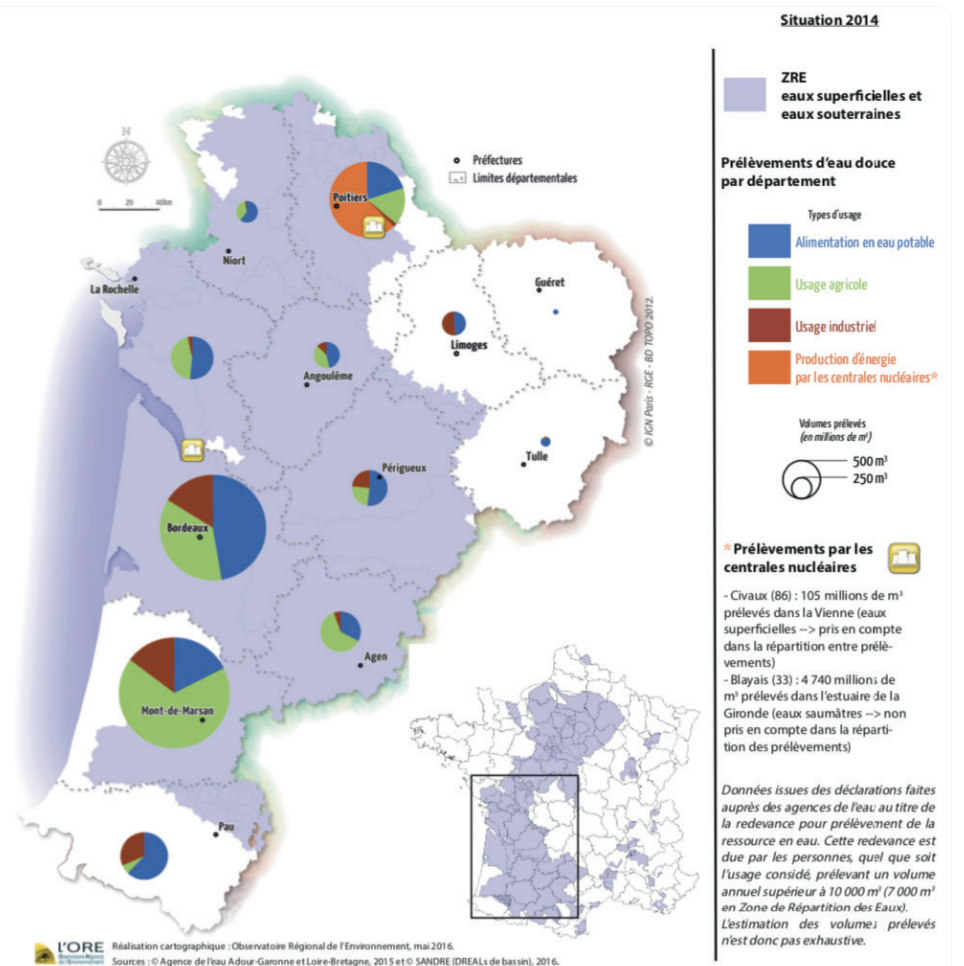 Situation 2014
ZRE
eaux superficielles et
eaux souterraines
Prélèvements d'eau douce
par département
Types d'usage
Alimentation en eau potable
Usage agricole
Usage industriel
Production d'énergie
par les centrales nucléaires*
Volumes prélevés
(en millions de m³)
500 m³
250 m³
* Prélèvements par les
centrales nucléaires
- Civaux (86) : 105 millions de m³
prélevés dans la Vienne (eaux
superficielles --> pris en compte
dans la répartition entre prélè-
vements)
- Blayais (33) : 4 740 millions de
m³ prélevés dans l'estuaire de la
Gironde (eaux saumâtres --> non
pris en compte dans la réparti-
tion des prélèvements)
Données issues des déclarations faites
auprès des agences de l'eau au titre de
la redevance pour prélèvement de la
ressource en eau. Cette redevance est
due par les personnes, quel que soit
l'usage considé, prélevant un volume
annuel supérieur à 10 000 m³ (7 000 m³
en Zone de Répartition des Eaux).
L'estimation des volumes prélevés
n'est donc pas exhaustive.
N
0 20 40km
Préfectures
Limites départementales
Poitiers
Niort
La Rochelle
Guéret
Limoges
Angoulême
Tulle
Périgueux
Bordeaux
Agen
Mont-de-Marsan
Pau
© IGN Paris - RGE - BD TOPO 2012.
L'ORE
Observatoire Régional
de l'Environnement
Réalisation cartographique : Observatoire Régional de l'Environnement, mai 2016.
Sources : © Agence de l'eau Adour-Garonne et Loire-Bretagne, 2015 et © SANDRE (DREALs de bassin), 2016.